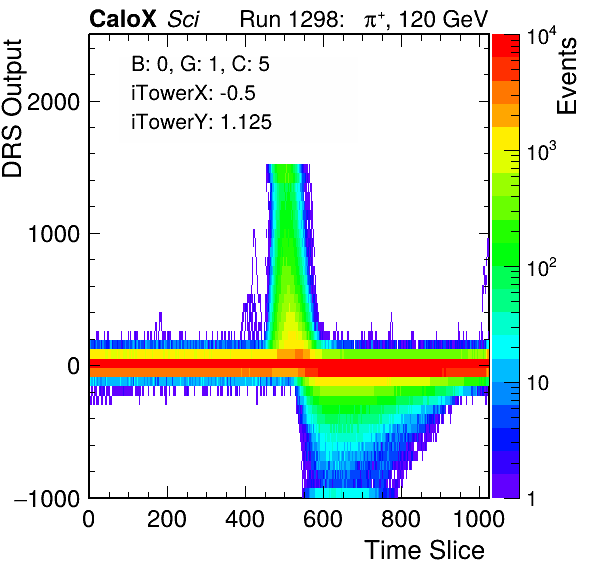 CaloX Sci Run 1298: π⁺, 120 GeV
B: 0, G: 1, C: 5
iTowerX: -0.5
iTowerY: 1.125
DRS Output
2000
1000
0
−1000
0 200 400 600 800 1000
Time Slice
10⁴
10³
10²
10
1
Events